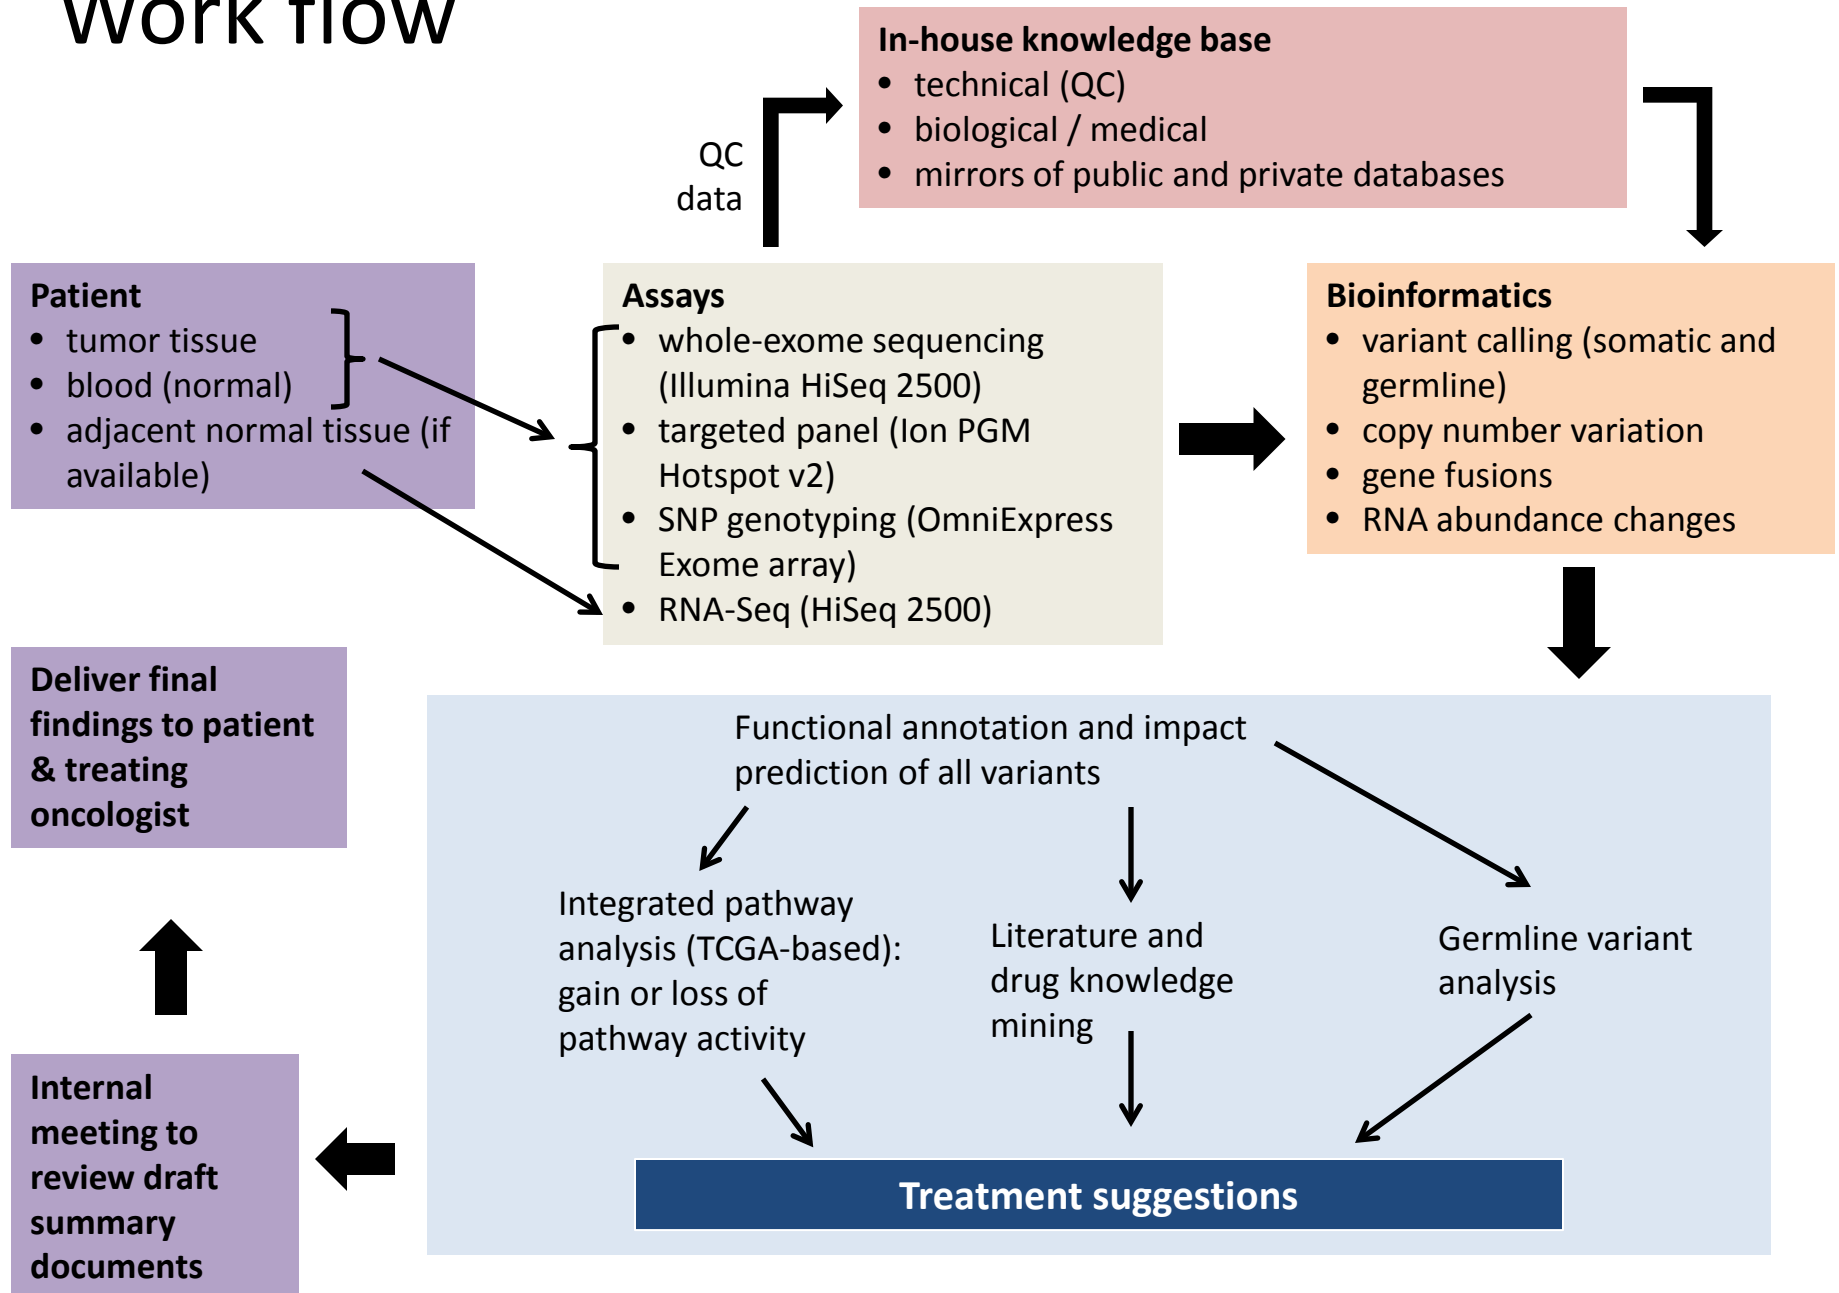 Work flow
In-house knowledge base
• technical (QC)
• biological / medical
• mirrors of public and private databases
QC
data
Patient
• tumor tissue
• blood (normal)
• adjacent normal tissue (if
available)
Assays
• whole-exome sequencing
(Illumina HiSeq 2500)
• targeted panel (Ion PGM
Hotspot v2)
• SNP genotyping (OmniExpress
Exome array)
• RNA-Seq (HiSeq 2500)
Bioinformatics
• variant calling (somatic and
germline)
• copy number variation
• gene fusions
• RNA abundance changes
Functional annotation and impact
prediction of all variants
Integrated pathway
analysis (TCGA-based):
gain or loss of
pathway activity
Literature and
drug knowledge
mining
Germline variant
analysis
Treatment suggestions
Internal
meeting to
review draft
summary
documents
Deliver final
findings to patient
& treating
oncologist